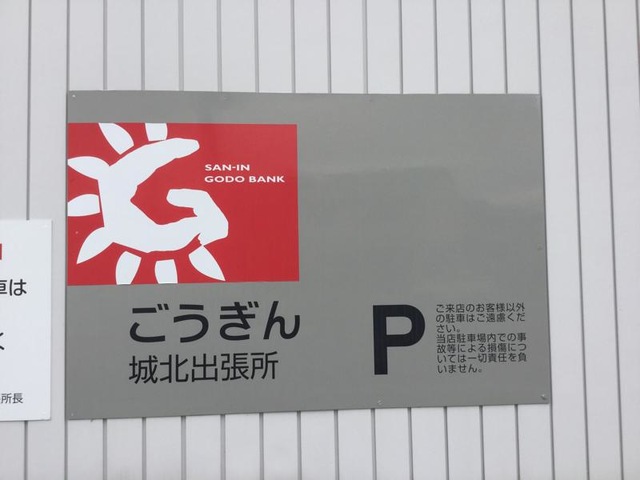 SAN-IN
GODO BANK
ごうぎん
城北出張所
P
ご来店のお客様以外
の駐車はご遠慮くだ
さい。
当店駐車場内での事
故等による損傷につ
いては一切責任を負
いません。
車は
所長